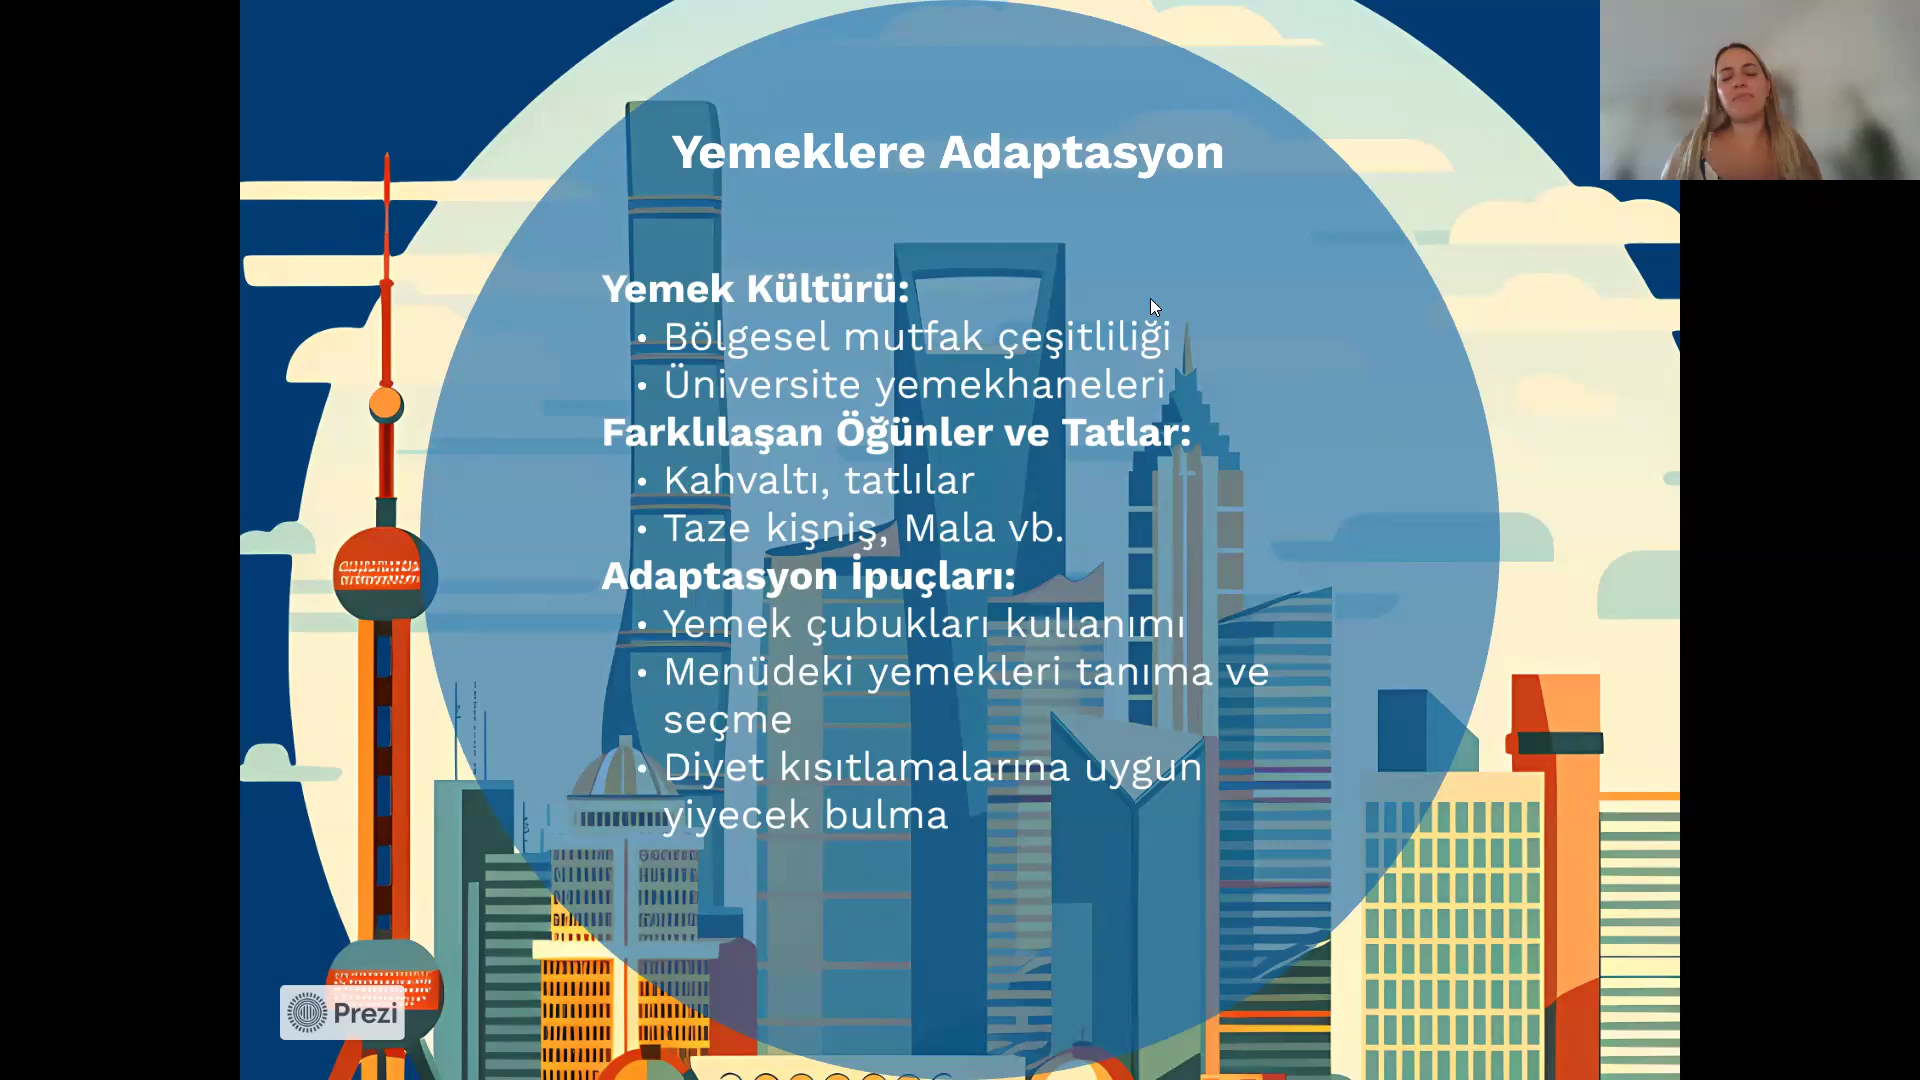 Yemeklere Adaptasyon
Yemek Kültürü:
• Bölgesel mutfak çeşitliliği
• Üniversite yemekhaneleri
Farklılaşan Öğünler ve Tatlar:
• Kahvaltı, tatlılar
• Taze kişniş, Mala vb.
Adaptasyon İpuçları:
• Yemek çubukları kullanımı
• Menüdeki yemekleri tanıma ve
seçme
• Diyet kısıtlamalarına uygun
yiyecek bulma
Prezi